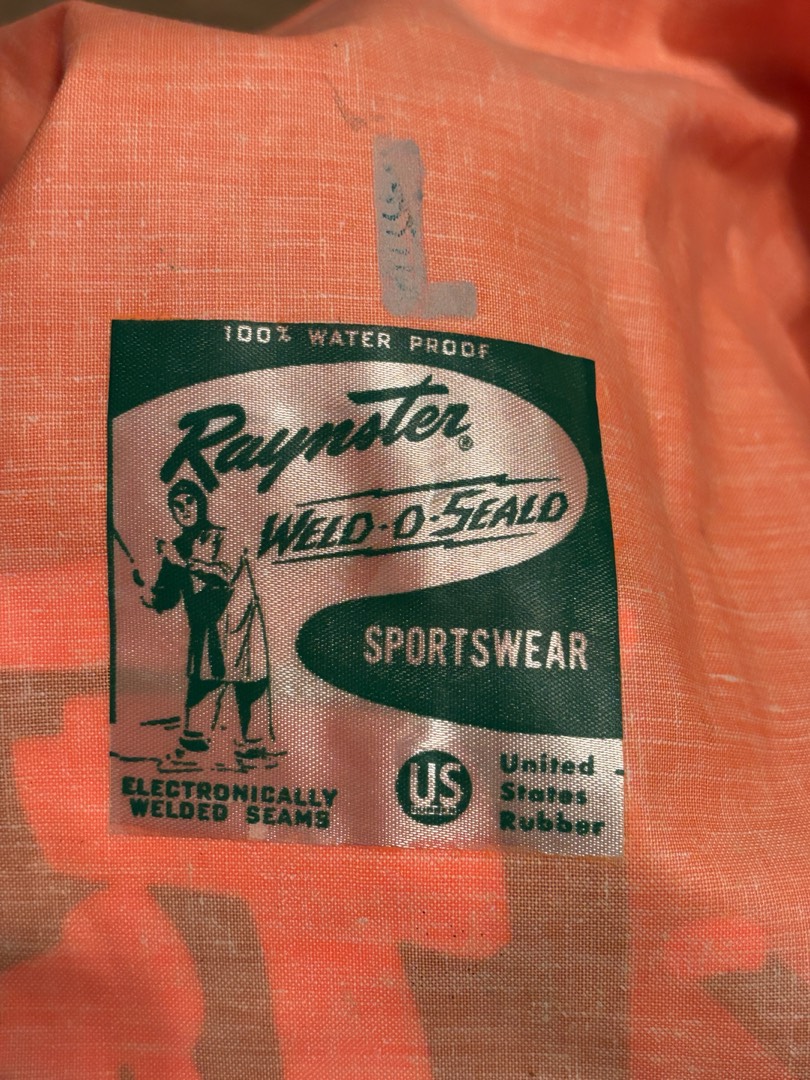 L
100% WATER PROOF
Raynster®
WELD-O-SEALD
SPORTSWEAR
ELECTRONICALLY
WELDED SEAMS
US
United
States
Rubber